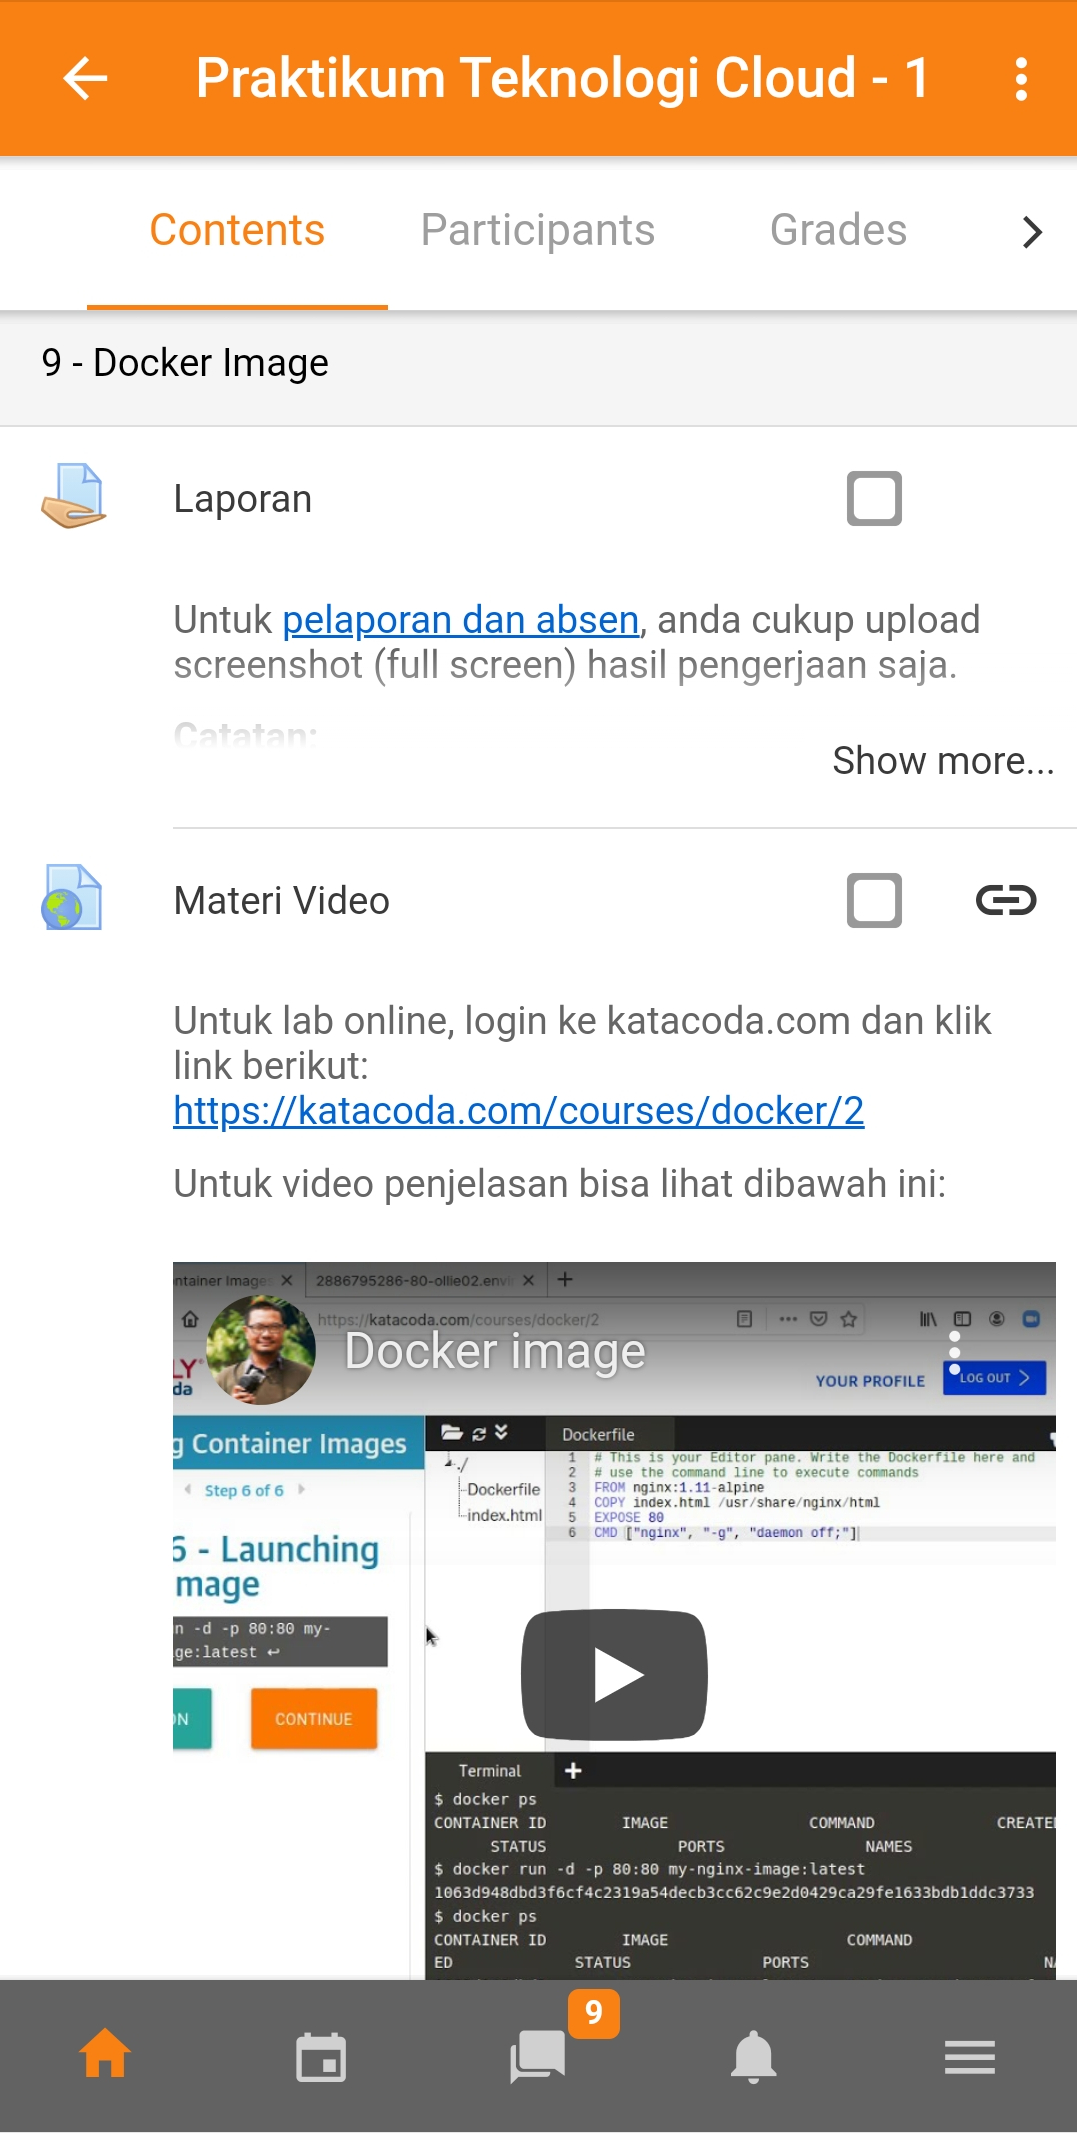 Praktikum Teknologi Cloud - 1
Contents Participants Grades
9 - Docker Image
Laporan
Untuk pelaporan dan absen, anda cukup upload
screenshot (full screen) hasil pengerjaan saja.
Catatan:
Show more...
Materi Video
Untuk lab online, login ke katacoda.com dan klik
link berikut:
https://katacoda.com/courses/docker/2
Untuk video penjelasan bisa lihat dibawah ini:
ntainer Images 2886795286-80-ollie02.envi
https://katacoda.com/courses/docker/2
Docker image
LY
da
YOUR PROFILE LOG OUT
g Container Images
Step 6 of 6
6 - Launching
mage
n -d -p 80:80 my-
ge:latest
ON CONTINUE
Dockerfile
./
Dockerfile
index.html
1 # This is your Editor pane. Write the Dockerfile here and
2 # use the command line to execute commands
3 FROM nginx:1.11-alpine
4 COPY index.html /usr/share/nginx/html
5 EXPOSE 80
6 CMD ["nginx", "-g", "daemon off;"]
Terminal
$ docker ps
CONTAINER ID IMAGE COMMAND CREATE
STATUS PORTS NAMES
$ docker run -d -p 80:80 my-nginx-image:latest
1063d948dbd3f6cf4c2319a54decb3cc62c9e2d0429ca29fe1633bdb1ddc3733
$ docker ps
CONTAINER ID IMAGE COMMAND
ED STATUS PORTS NA
9